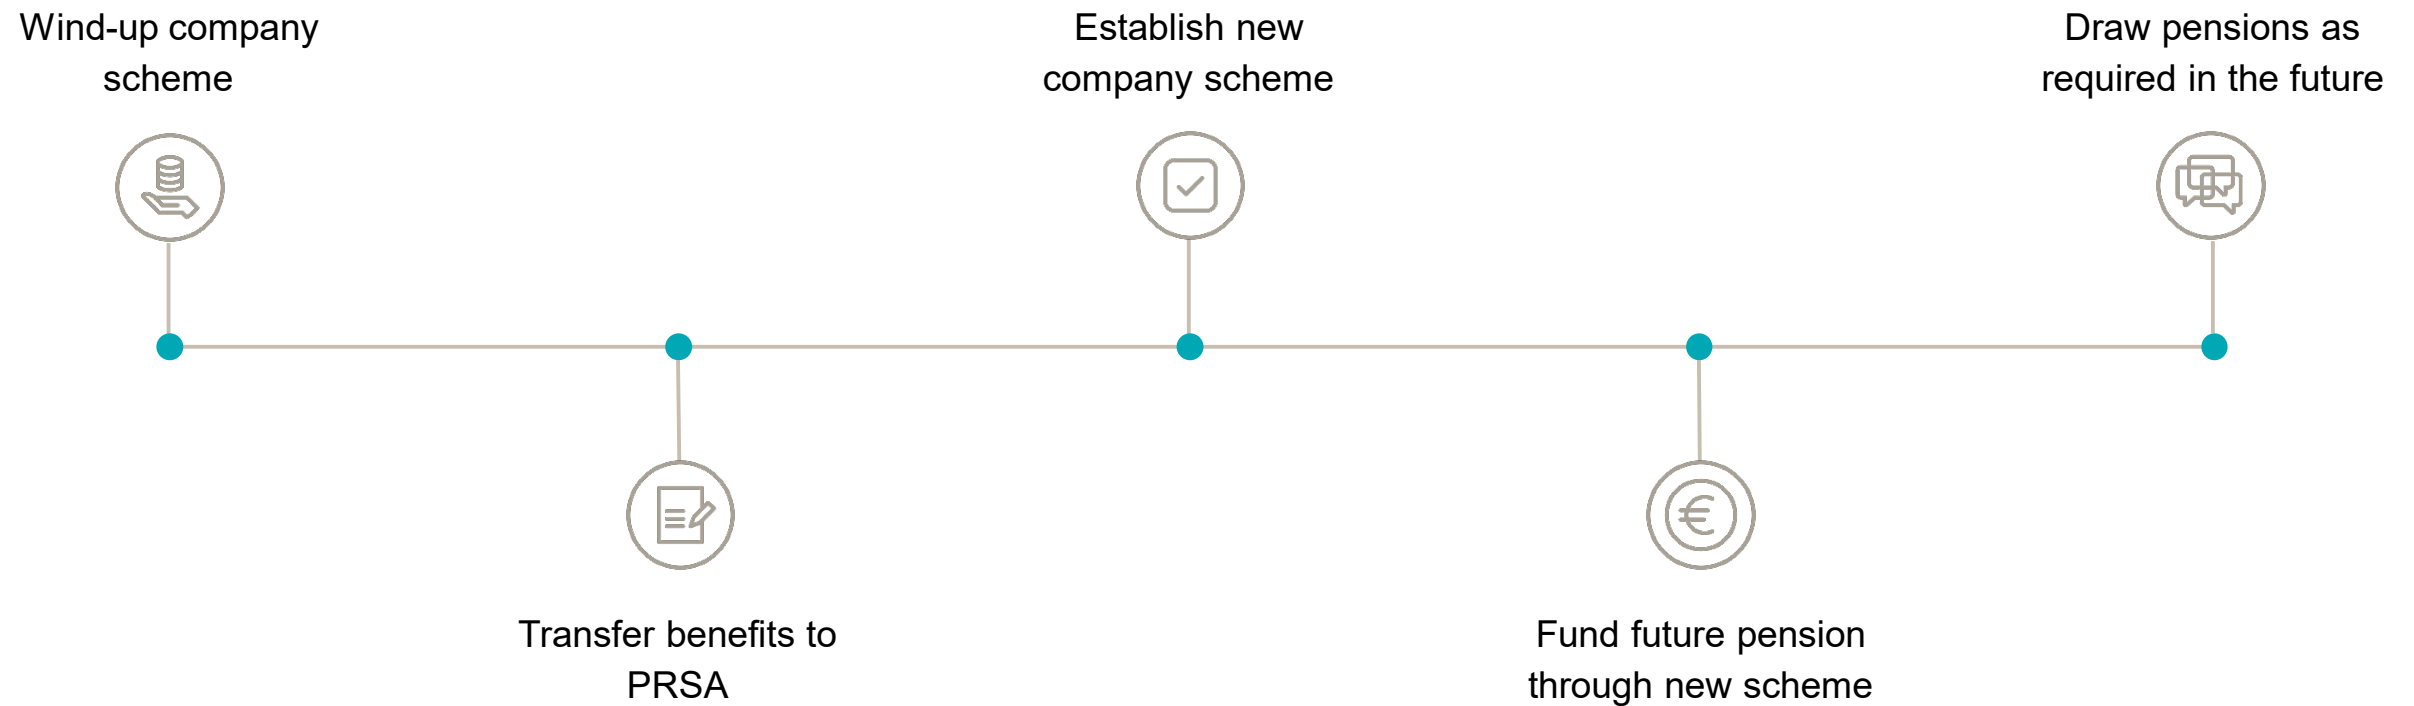 Wind-up company
scheme
Transfer benefits to
PRSA
Establish new
company scheme
Fund future pension
through new scheme
Draw pensions as
required in the future